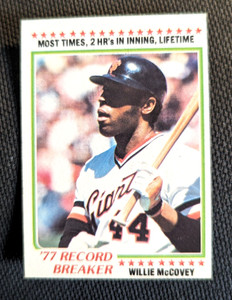 MOST TIMES, 2 HR's IN INNING, LIFETIME
Giants
44
'77 RECORD
BREAKER
WILLIE McCOVEY